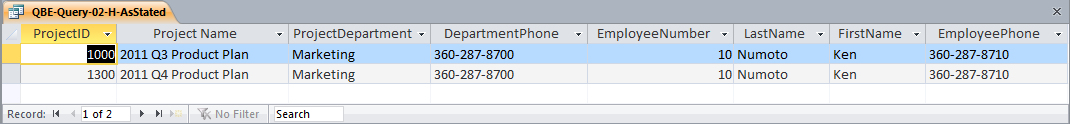 QBE-Query-02-H-AsStated
ProjectID Project Name ProjectDepartment DepartmentPhone EmployeeNumber LastName FirstName EmployeePhone
1000 2011 Q3 Product Plan Marketing 360-287-8700 10 Numoto Ken 360-287-8710
1300 2011 Q4 Product Plan Marketing 360-287-8700 10 Numoto Ken 360-287-8710
Record: 1 of 2 No Filter Search